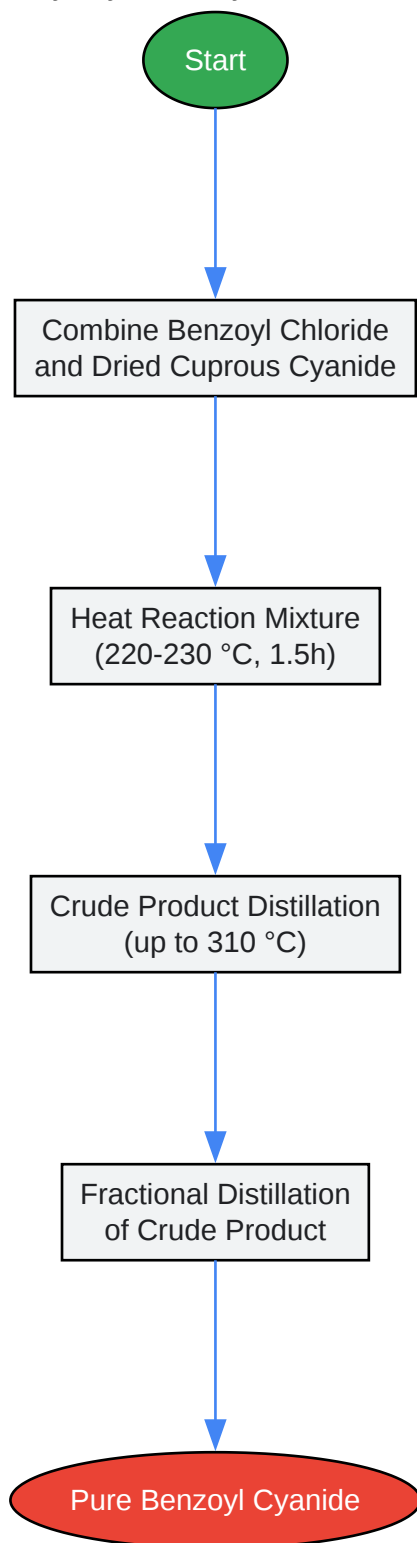 Start
Combine Benzoyl Chloride
and Dried Cuprous Cyanide
Heat Reaction Mixture
(220-230 °C, 1.5h)
Crude Product Distillation
(up to 310 °C)
Fractional Distillation
of Crude Product
Pure Benzoyl Cyanide